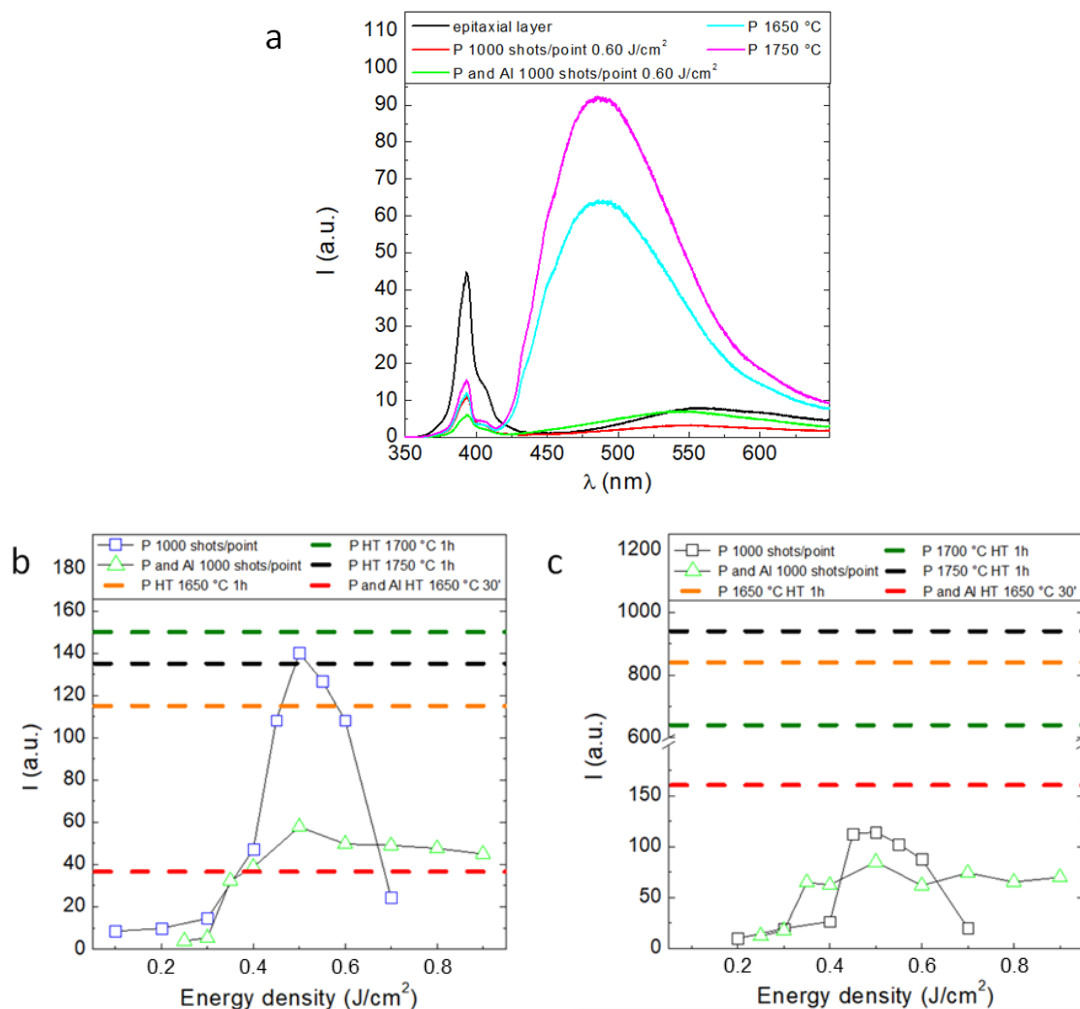 a
epitaxial layer
P 1000 shots/point 0.60 J/cm²
P and Al 1000 shots/point 0.60 J/cm²
P 1650 °C
P 1750 °C
I (a.u.)
110
100
90
80
70
60
50
40
30
20
10
0
350 400 450 500 550 600
λ (nm)
b
P 1000 shots/point
P and Al 1000 shots/point
P HT 1650 °C 1h
P HT 1700 °C 1h
P HT 1750 °C 1h
P and Al HT 1650 °C 30'
I (a.u.)
180
160
140
120
100
80
60
40
20
0
0.2 0.4 0.6 0.8
Energy density (J/cm²)
c
P 1000 shots/point
P and Al 1000 shots/point
P 1650 °C HT 1h
P 1700 °C HT 1h
P 1750 °C HT 1h
P and Al HT 1650 °C 30'
I (a.u.)
1200
1000
800
600
150
100
50
0
0.2 0.4 0.6 0.8
Energy density (J/cm²)